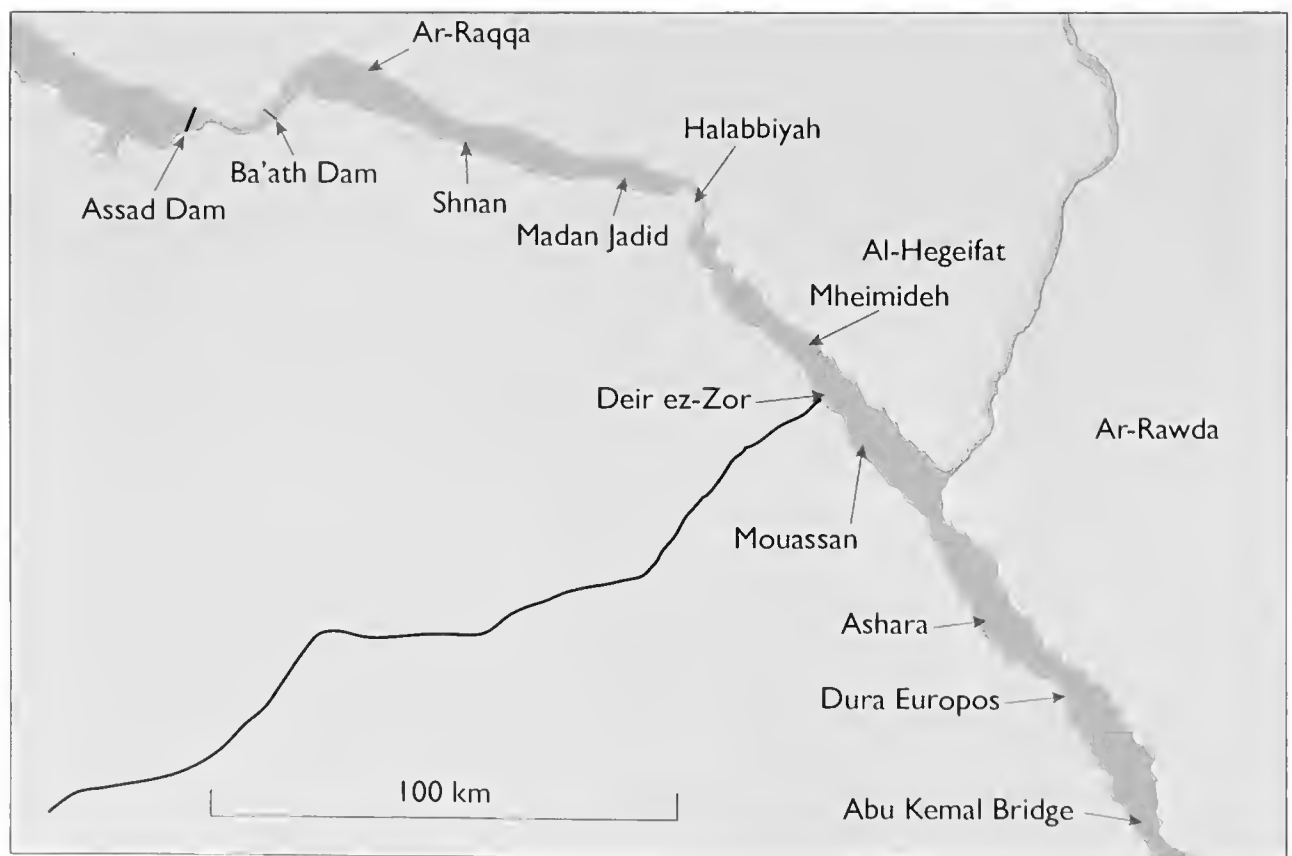 Ar-Raqqa
Halabbiyah
Ba'ath Dam
Assad Dam
Shnan
Madan Jadid
Al-Hegeifat
Mheimideh
Deir ez-Zor
Ar-Rawda
Mouassan
Ashara
Dura Europos
100 km
Abu Kemal Bridge